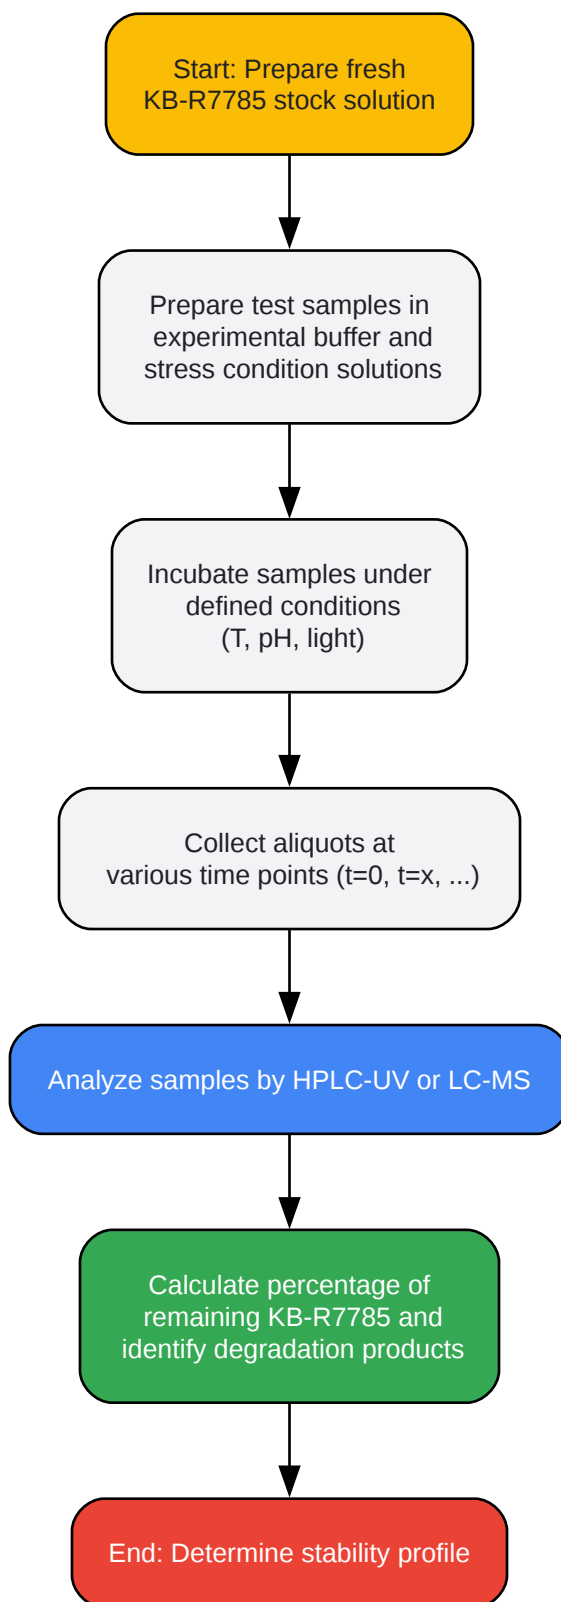 Start: Prepare fresh
KB-R7785 stock solution
Prepare test samples in
experimental buffer and
stress condition solutions
Incubate samples under
defined conditions
(T, pH, light)
Collect aliquots at
various time points (t=0, t=x, ...)
Analyze samples by HPLC-UV or LC-MS
Calculate percentage of
remaining KB-R7785 and
identify degradation products
End: Determine stability profile